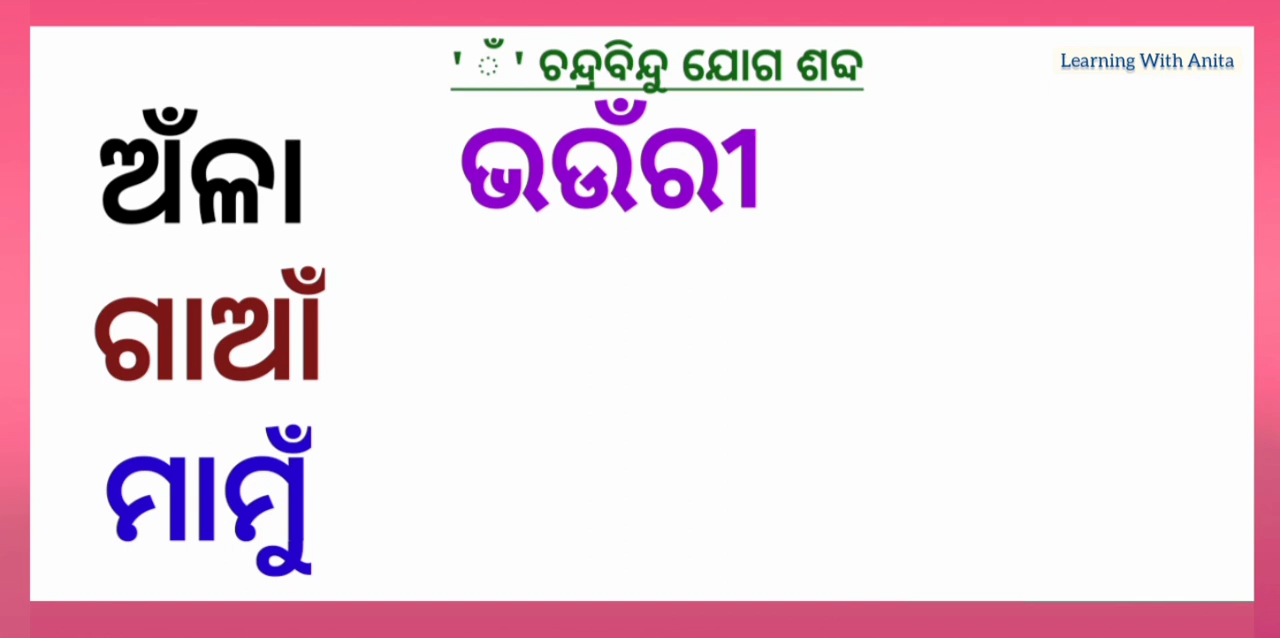 ' ଁ ' ଚନ୍ଦ୍ରବିନ୍ଦୁ ଯୋଗ ଶବ୍ଦ
Learning With Anita
ଅଁଳା
ଭଉଁରୀ
ଗାଆଁ
ମାମୁଁ